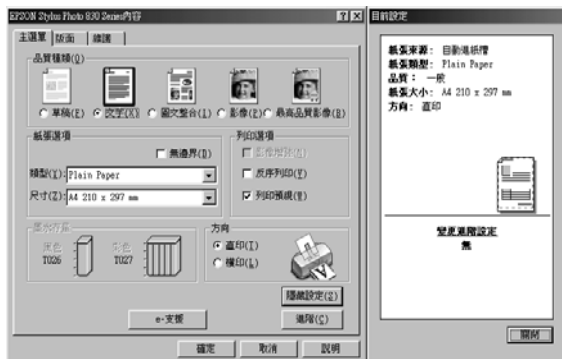 EPSON Stylus Photo 830 Series內容
主選單 版面 維護
品質種類(Q)
草稿(F) 文字(X) 圖文整合(I) 影像(P) 最高品質影像(B)
紙張選項
無邊界(D)
類型(Y): Plain Paper
尺寸(Z): A4 210 x 297 mm
列印選項
反序列印(V)
列印預視(W)
墨水存量
黑色
T026
彩色
T027
方向
直印(T)
橫印(L)
隱藏設定(S)
e-支援
進階(C)
確定 取消 說明
目前設定
紙張來源: 自動進紙槽
紙張類型: Plain Paper
品質: 一般
紙張大小: A4 210 x 297 mm
方向: 直印
變更進階設定
無
關閉